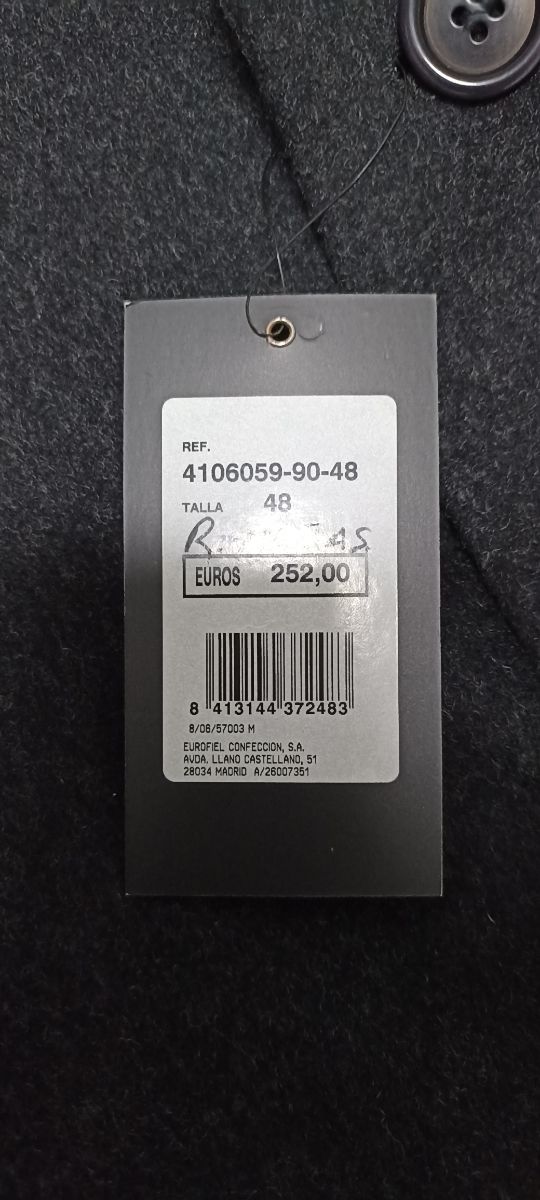 REF.
4106059-90-48
TALLA 48
EUROS 252,00
8 413144 372483
8/06/57003 M
EUROFIEL CONFECCION, S.A.
AVDA. LLANO CASTELLANO, 51
28034 MADRID A/26007351